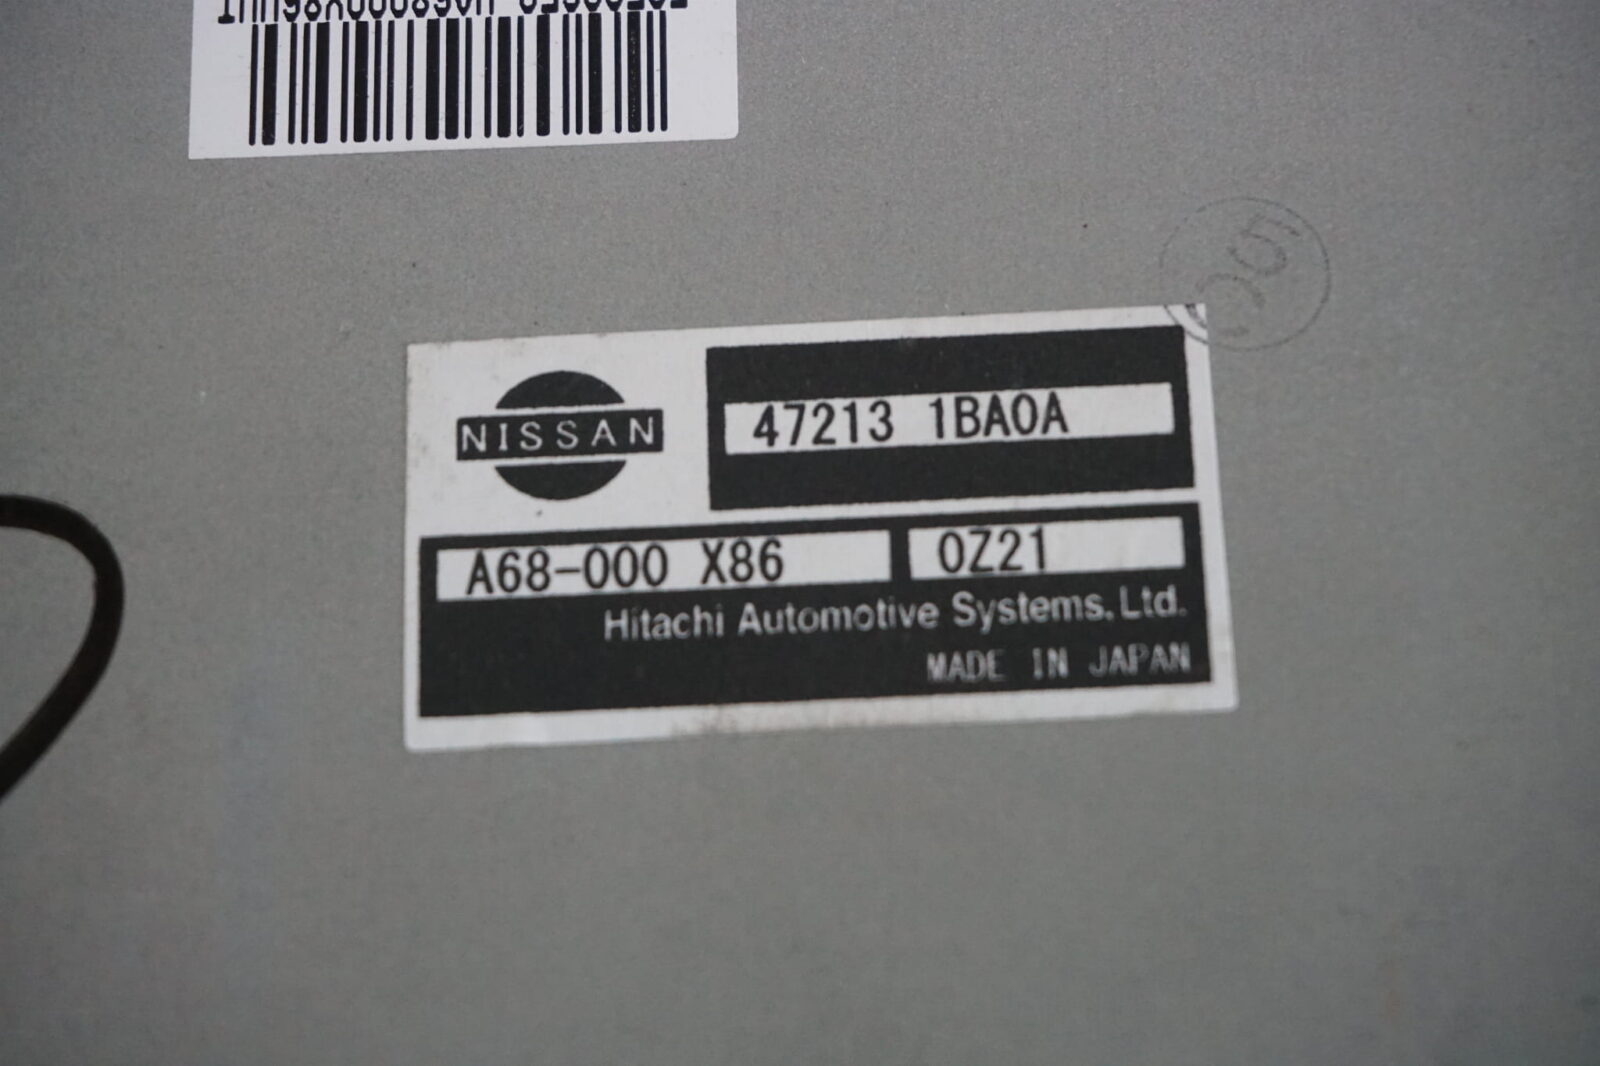 NISSAN
47213 1BA0A
A68-000 X86
0Z21
Hitachi Automotive Systems, Ltd.
MADE IN JAPAN